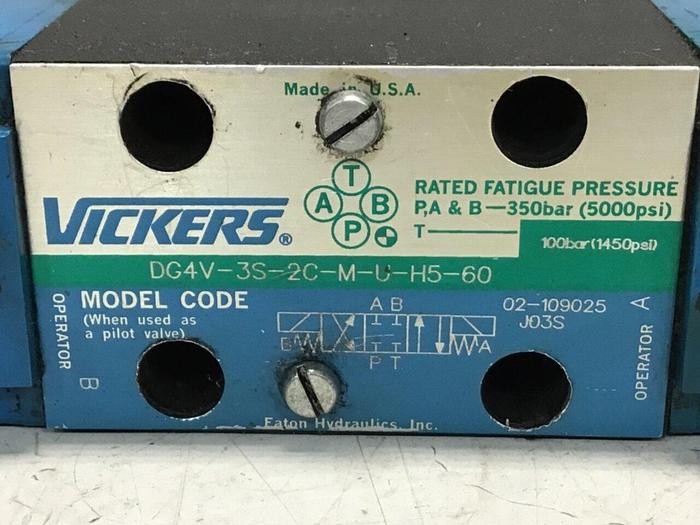 Made in U.S.A.
T
A B
P
VICKERS®
RATED FATIGUE PRESSURE
P,A & B—350bar (5000psi)
T— 100bar(1450psi)
DG4V-3S-2C-M-U-H5-60
MODEL CODE
(When used as
a pilot valve)
OPERATOR B
A B
B A
P T
02-109025
J03S
OPERATOR A
Eaton Hydraulics, Inc.